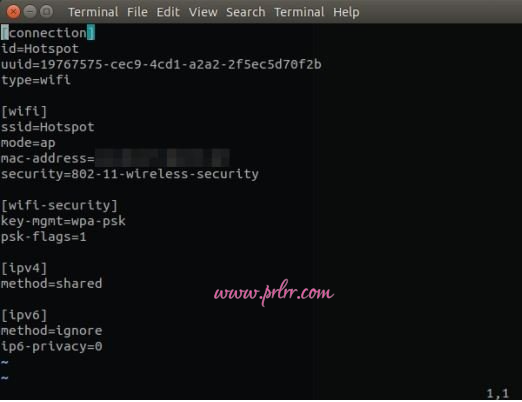 Terminal File Edit View Search Terminal Help
[connection]
id=Hotspot
uuid=19767575-cec9-4cd1-a2a2-2f5ec5d70f2b
type=wifi

[wifi]
ssid=Hotspot
mode=ap
mac-address=
security=802-11-wireless-security

[wifi-security]
key-mgmt=wpa-psk
psk-flags=1

[ipv4]
method=shared
www.prlrr.com

[ipv6]
method=ignore
ip6-privacy=0
~
~
1,1